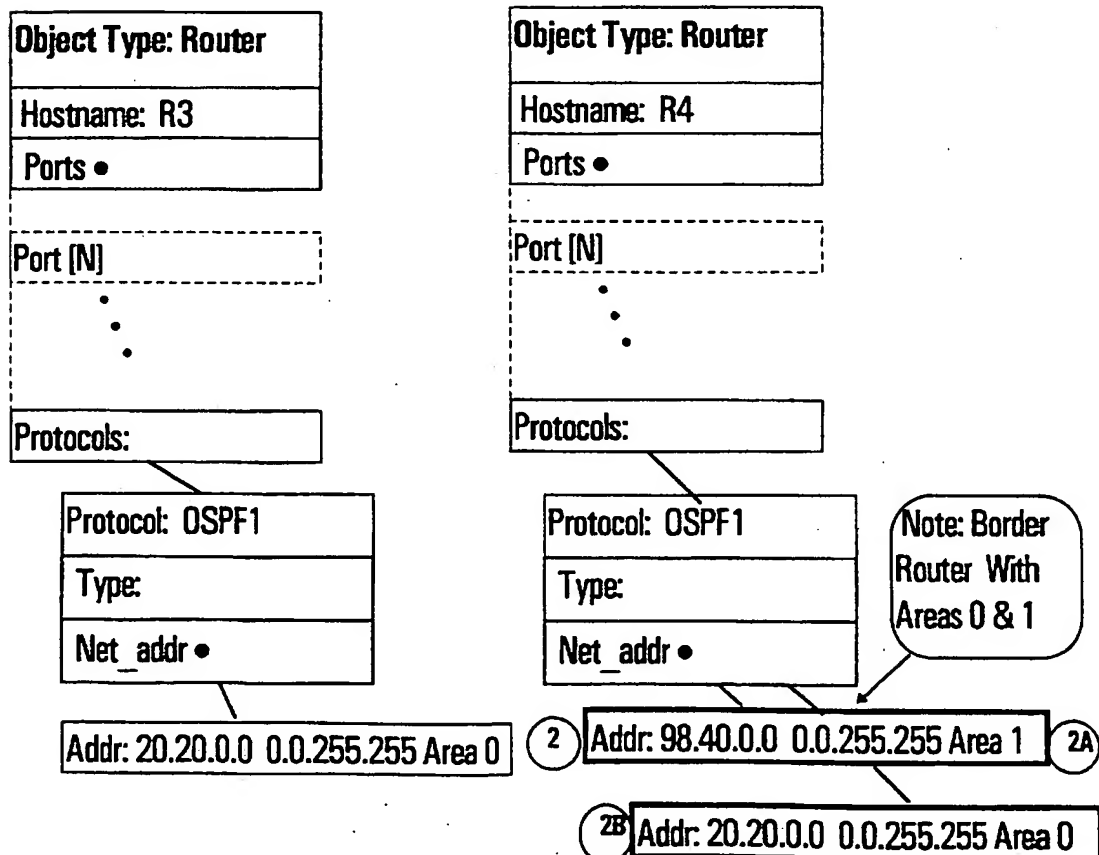 Object Type: Router
Hostname: R3
Ports
Port [N]
Protocols:
Protocol: OSPF1
Type:
Net_addr
Addr: 20.20.0.0 0.0.255.255 Area 0
Object Type: Router
Hostname: R4
Ports
Port [N]
Protocols:
Protocol: OSPF1
Type:
Net_addr
Note: Border
Router With
Areas 0 & 1
2
Addr: 98.40.0.0 0.0.255.255 Area 1
2A
2B
Addr: 20.20.0.0 0.0.255.255 Area 0